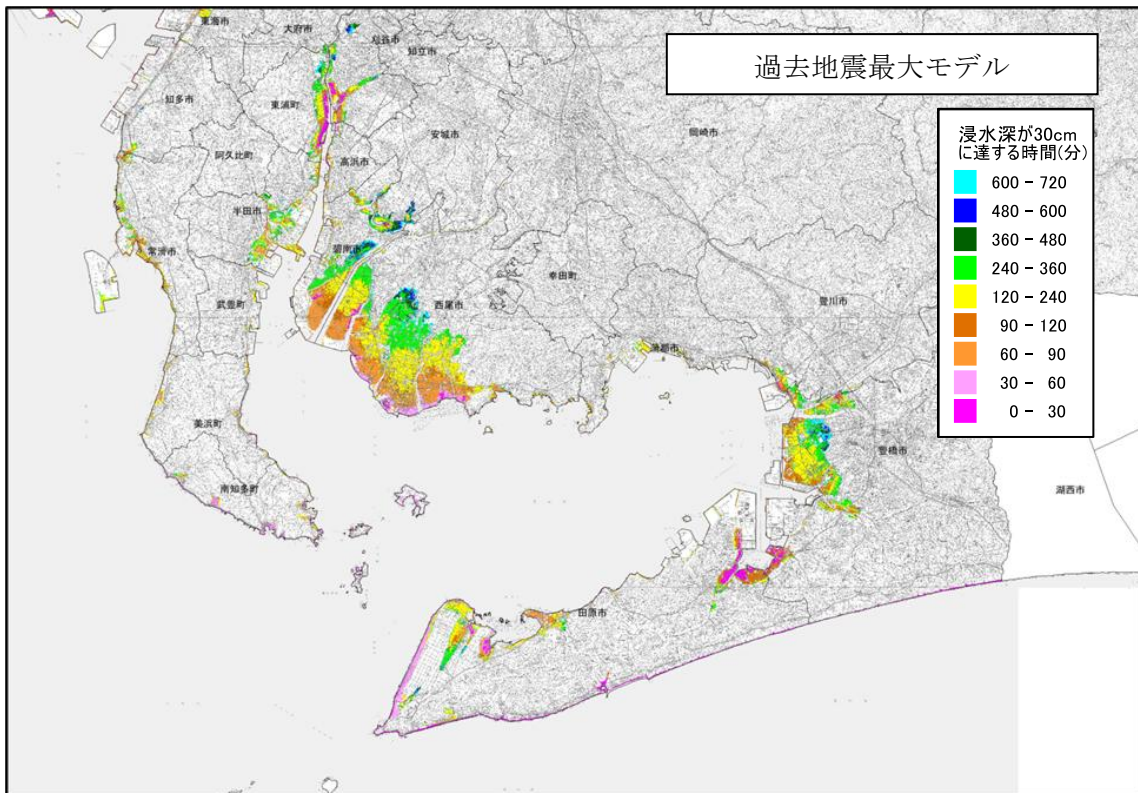 過去地震最大モデル
浸水深が30cm
に達する時間(分)
600 - 720
480 - 600
360 - 480
240 - 360
120 - 240
90 - 120
60 - 90
30 - 60
0 - 30
東海市
大府市
刈谷市
知立市
知多市
東浦町
安城市
岡崎市
阿久比町
高浜市
半田市
碧南市
常滑市
幸田町
武豊町
西尾市
豊川市
蒲郡市
美浜町
豊橋市
南知多町
湖西市
田原市